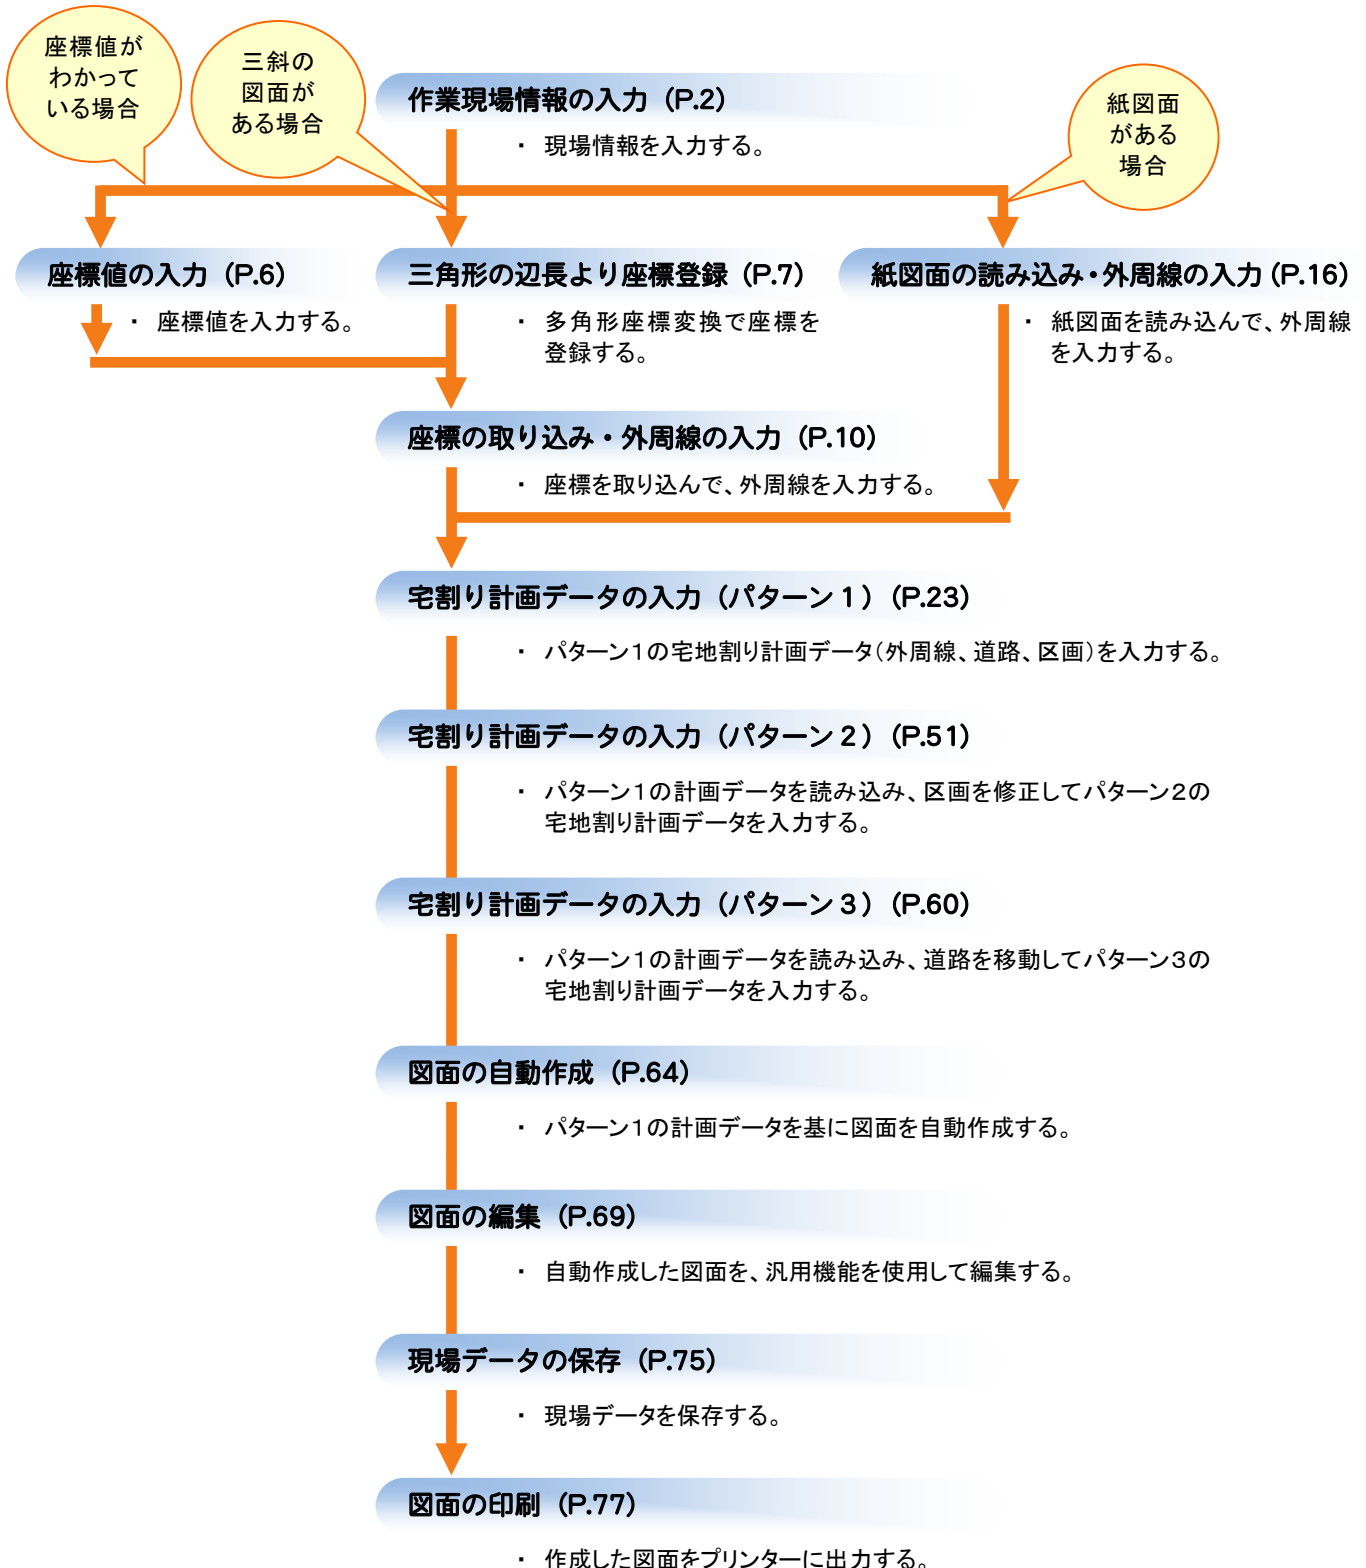 座標値が
わかって
いる場合
三斜の
図面が
ある場合
紙図面
がある
場合
作業現場情報の入力（P.2）
・ 現場情報を入力する。
座標値の入力（P.6）
・ 座標値を入力する。
三角形の辺長より座標登録（P.7）
・ 多角形座標変換で座標を
登録する。
紙図面の読み込み・外周線の入力（P.16）
・ 紙図面を読み込んで、外周線
を入力する。
座標の取り込み・外周線の入力（P.10）
・ 座標を取り込んで、外周線を入力する。
宅割り計画データの入力（パターン１）（P.23）
・ パターン１の宅地割り計画データ（外周線、道路、区画）を入力する。
宅割り計画データの入力（パターン２）（P.51）
・ パターン１の計画データを読み込み、区画を修正してパターン２の
宅地割り計画データを入力する。
宅割り計画データの入力（パターン３）（P.60）
・ パターン１の計画データを読み込み、道路を移動してパターン３の
宅地割り計画データを入力する。
図面の自動作成（P.64）
・ パターン１の計画データを基に図面を自動作成する。
図面の編集（P.69）
・ 自動作成した図面を、汎用機能を使用して編集する。
現場データの保存（P.75）
・ 現場データを保存する。
図面の印刷（P.77）
・ 作成した図面をプリンターに出力する。